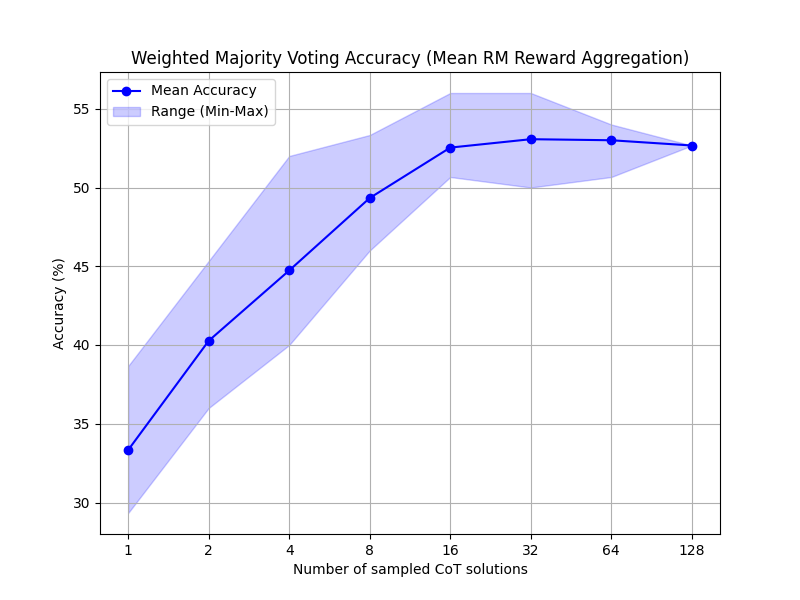 Weighted Majority Voting Accuracy (Mean RM Reward Aggregation)
Mean Accuracy
Range (Min-Max)
55
50
45
40
35
30
Accuracy (%)
1 2 4 8 16 32 64 128
Number of sampled CoT solutions